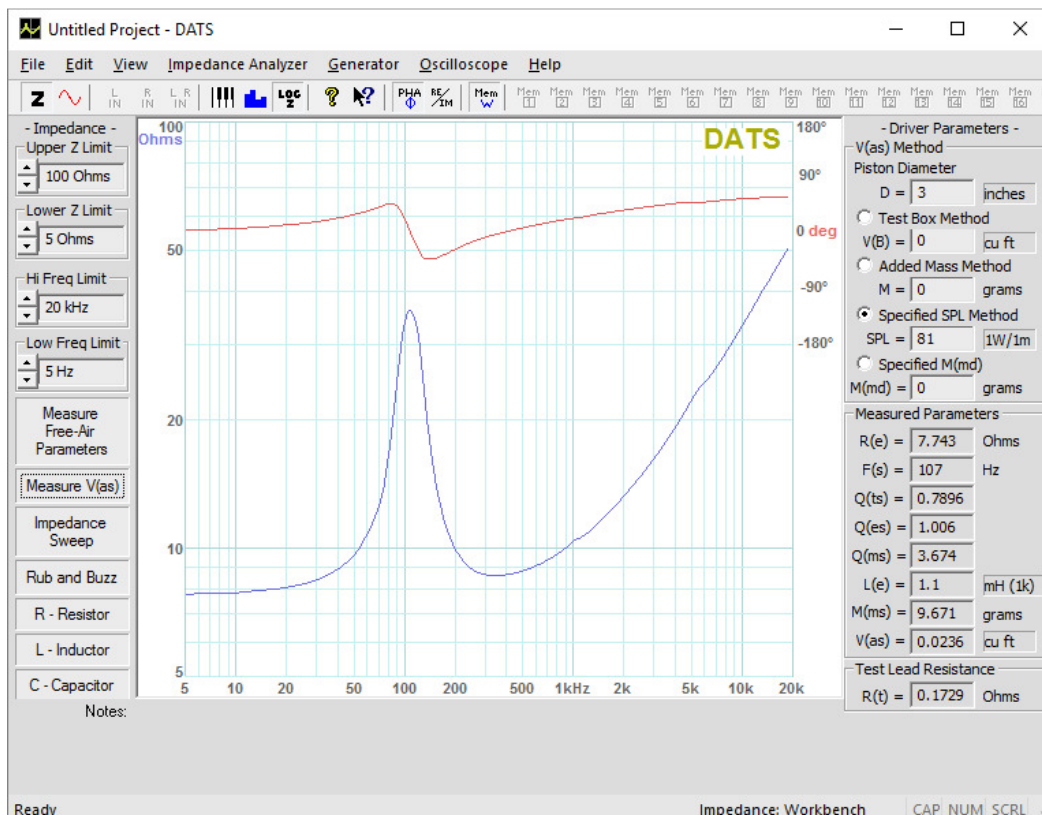 Untitled Project - DATS
File Edit View Impedance Analyzer Generator Oscilloscope Help
Z L IN R IN L R IN LOG Z ? ? PHA Φ RE/IM Mem W Mem 1 Mem 2 Mem 3 Mem 4 Mem 5 Mem 6 Mem 7 Mem 8 Mem 9 Mem 10 Mem 11 Mem 12 Mem 13 Mem 14 Mem 15 Mem 16
- Impedance -
Upper Z Limit
100 Ohms
Lower Z Limit
5 Ohms
Hi Freq Limit
20 kHz
Low Freq Limit
5 Hz
Measure
Free-Air
Parameters
Measure V(as)
Impedance
Sweep
Rub and Buzz
R - Resistor
L - Inductor
C - Capacitor
Notes:
100
Ohms
50
20
10
5
DATS
180°
90°
0 deg
-90°
-180°
5 10 20 50 100 200 500 1kHz 2k 5k 10k 20k
- Driver Parameters -
V(as) Method
Piston Diameter
D = 3 inches
Test Box Method
V(B) = 0 cu ft
Added Mass Method
M = 0 grams
Specified SPL Method
SPL = 81 1W/1m
Specified M(md)
M(md) = 0 grams
Measured Parameters
R(e) = 7.743 Ohms
F(s) = 107 Hz
Q(ts) = 0.7896
Q(es) = 1.006
Q(ms) = 3.674
L(e) = 1.1 mH (1k)
M(ms) = 9.671 grams
V(as) = 0.0236 cu ft
Test Lead Resistance
R(t) = 0.1729 Ohms
Ready Impedance: Workbench CAP NUM SCRL